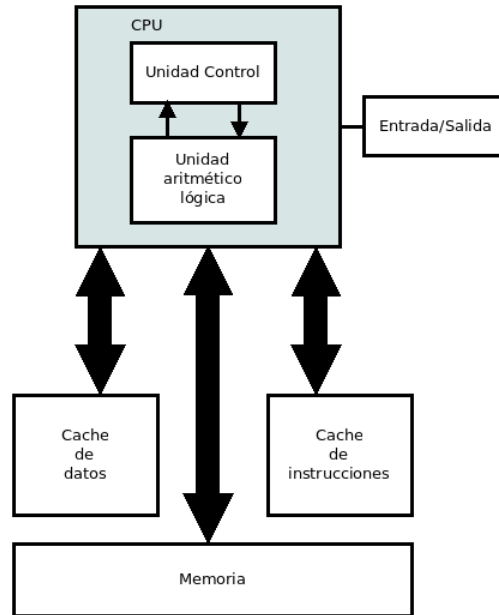 CPU
Unidad Control
Entrada/Salida
Unidad
aritmético
lógica
Cache
de
datos
Cache
de
instrucciones
Memoria